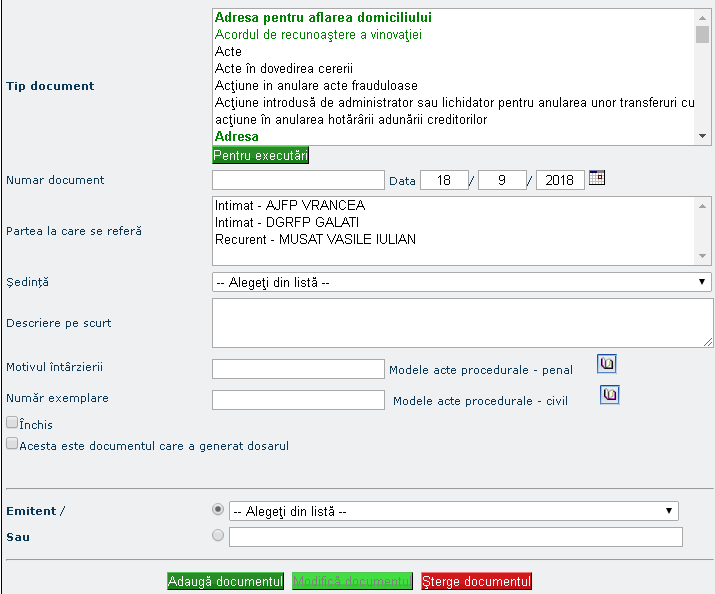 Adresa pentru aflarea domiciliului
Acordul de recunoaştere a vinovaţiei
Acte
Acte în dovedirea cererii
Acţiune in anulare acte frauduloase
Acţiune introdusă de administrator sau lichidator pentru anularea unor transferuri cu
acţiune în anularea hotărârii adunării creditorilor
Adresa
Tip document
Pentru executări
Numar document Data 18 / 9 / 2018
Intimat - AJFP VRANCEA
Intimat - DGRFP GALATI
Recurent - MUSAT VASILE IULIAN
Partea la care se referă
Şedinţă -- Alegeţi din listă --
Descriere pe scurt
Motivul întârzierii Modele acte procedurale - penal
Număr exemplare Modele acte procedurale - civil
Închis
Acesta este documentul care a generat dosarul
Emitent / -- Alegeţi din listă --
Sau
Adaugă documentul Modifică documentul Şterge documentul